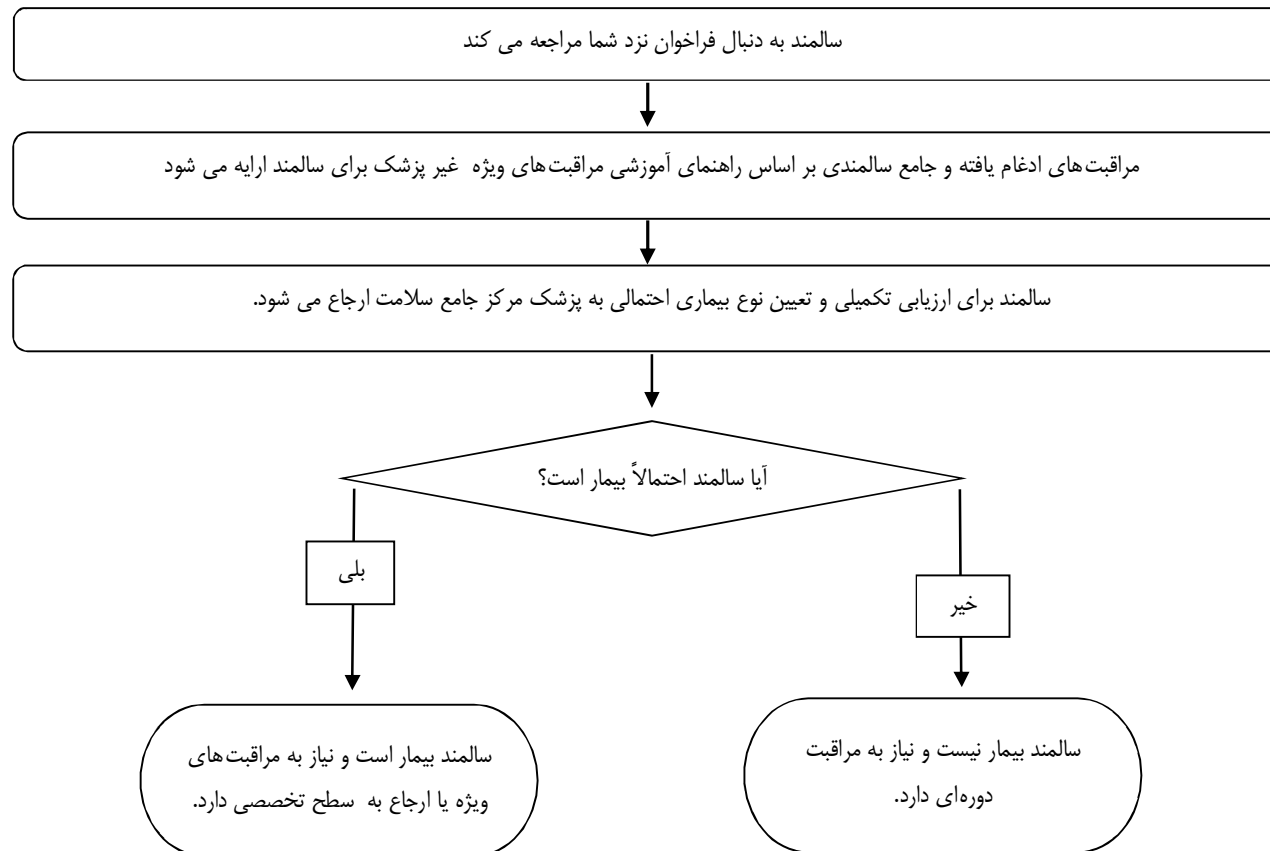 سالمند به دنبال فراخوان نزد شما مراجعه می کند
مراقبت‌های ادغام یافته و جامع سالمندی بر اساس راهنمای آموزشی مراقبت‌های ویژه غیر پزشک برای سالمند ارایه می شود
سالمند برای ارزیابی تکمیلی و تعیین نوع بیماری احتمالی به پزشک مرکز جامع سلامت ارجاع می شود.
آیا سالمند احتمالاً بیمار است؟
بلی
خیر
سالمند بیمار نیست و نیاز به مراقبت
دوره‌ای دارد.
سالمند بیمار است و نیاز به مراقبت‌های
ویژه یا ارجاع به سطح تخصصی دارد.